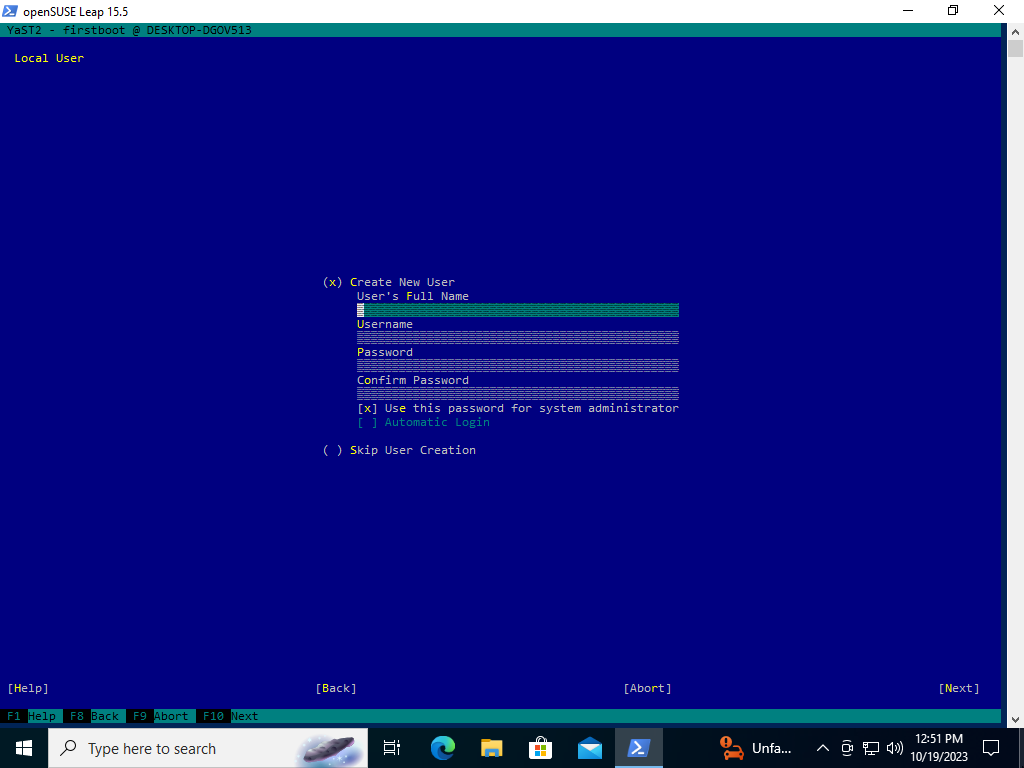 openSUSE Leap 15.5
YaST2 - firstboot @ DESKTOP-DGOV513
Local User
(x) Create New User
User's Full Name
Username
Password
Confirm Password
[x] Use this password for system administrator
[ ] Automatic Login
( ) Skip User Creation
[Help] [Back] [Abort] [Next]
F1 Help F8 Back F9 Abort F10 Next
Type here to search
Unfa...
12:51 PM
10/19/2023